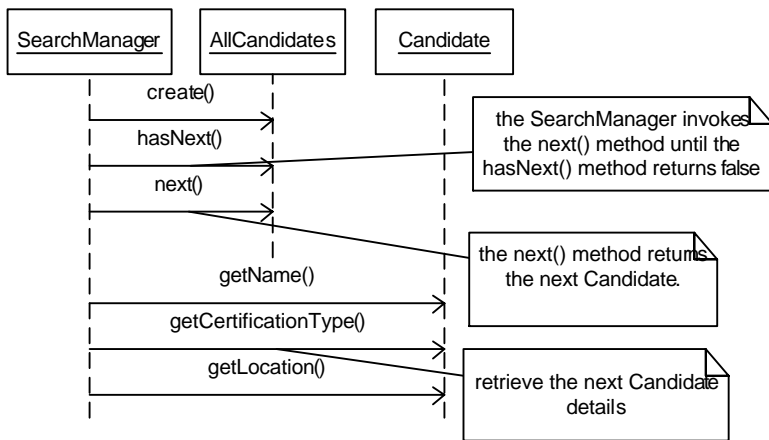 SearchManager
AllCandidates
Candidate
create()
the SearchManager invokes
the next() method until the
hasNext() method returns false
hasNext()
next()
the next() method returns
the next Candidate.
getName()
getCertificationType()
getLocation()
retrieve the next Candidate
details